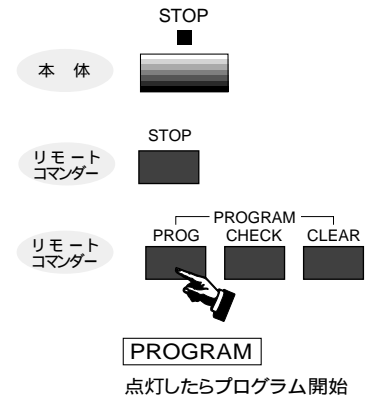 STOP
本 体
STOP
リモート
コマンダー
PROGRAM
PROG CHECK CLEAR
リモート
コマンダー
PROGRAM
点灯したらプログラム開始